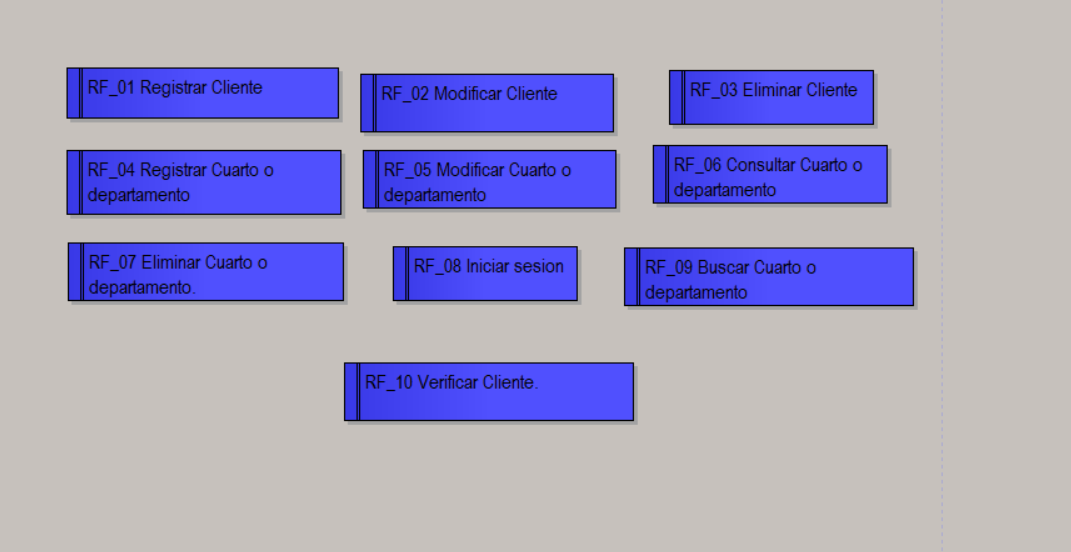 RF_01 Registrar Cliente
RF_02 Modificar Cliente
RF_03 Eliminar Cliente
RF_04 Registrar Cuarto o
departamento
RF_05 Modificar Cuarto o
departamento
RF_06 Consultar Cuarto o
departamento
RF_07 Eliminar Cuarto o
departamento.
RF_08 Iniciar sesion
RF_09 Buscar Cuarto o
departamento
RF_10 Verificar Cliente.